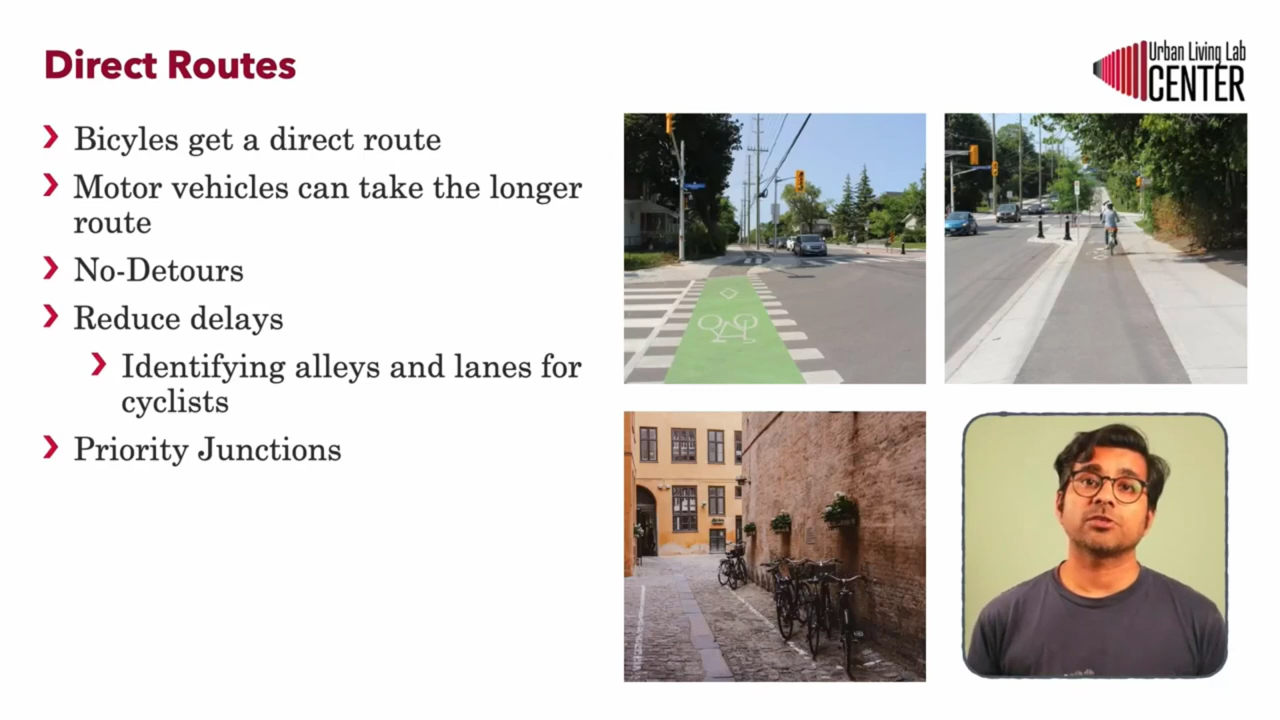 Direct Routes
Urban Living Lab
CENTER
Bicyles get a direct route
Motor vehicles can take the longer
route
No-Detours
Reduce delays
Identifying alleys and lanes for
cyclists
Priority Junctions